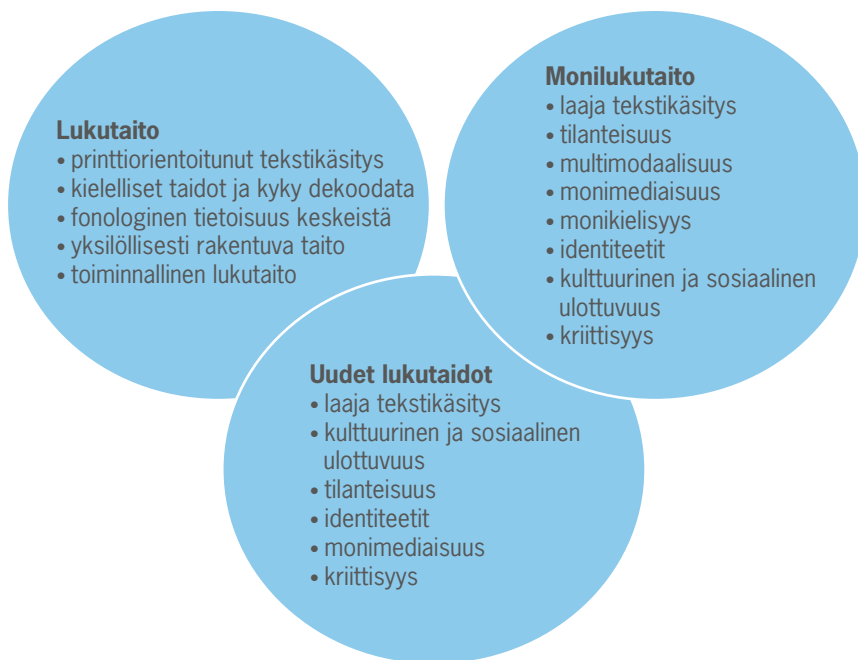 Lukutaito
• printtiorientoitunut tekstikäsitys
• kielelliset taidot ja kyky dekoodata
• fonologinen tietoisuus keskeistä
• yksilöllisesti rakentuva taito
• toiminnallinen lukutaito
Monilukutaito
• laaja tekstikäsitys
• tilanteisuus
• multimodaalisuus
• monimediaisuus
• monikielisyys
• identiteetit
• kulttuurinen ja sosiaalinen
ulottuvuus
• kriittisyys
Uudet lukutaidot
• laaja tekstikäsitys
• kulttuurinen ja sosiaalinen
ulottuvuus
• tilanteisuus
• identiteetit
• monimediaisuus
• kriittisyys